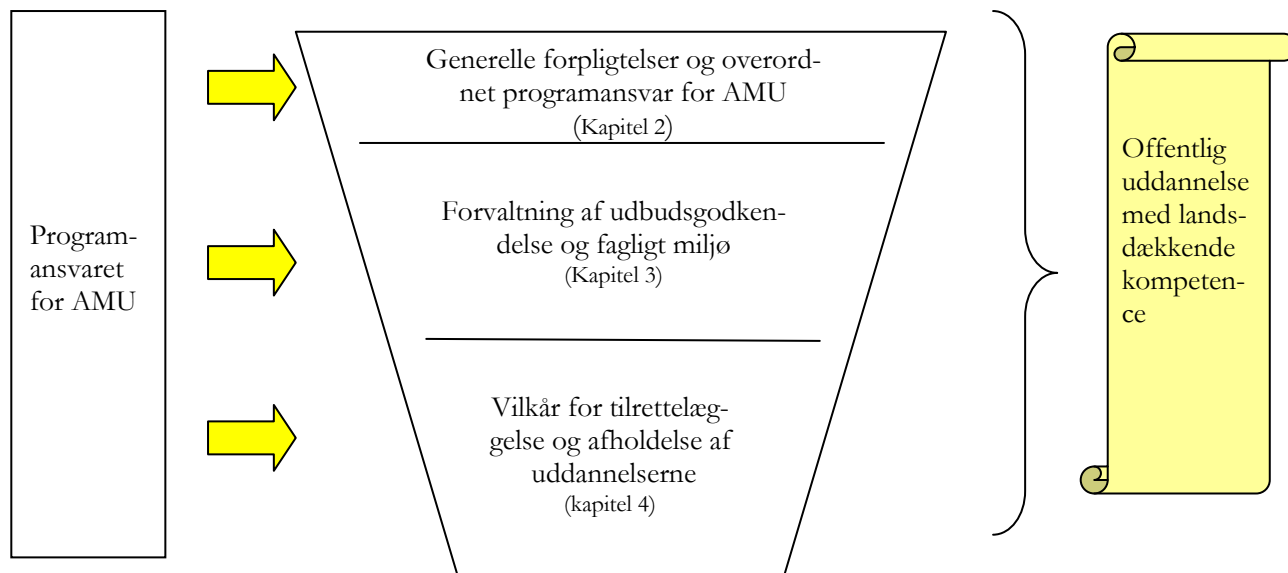 Program-
ansvaret
for AMU
Generelle forpligtelser og overord-
net programansvar for AMU
(Kapitel 2)
Forvaltning af udbudsgodken-
delse og fagligt miljø
(Kapitel 3)
Vilkår for tilrettelæg-
gelse og afholdelse af
uddannelserne
(kapitel 4)
Offentlig
uddannelse
med lands-
dækkende
kompeten-
ce